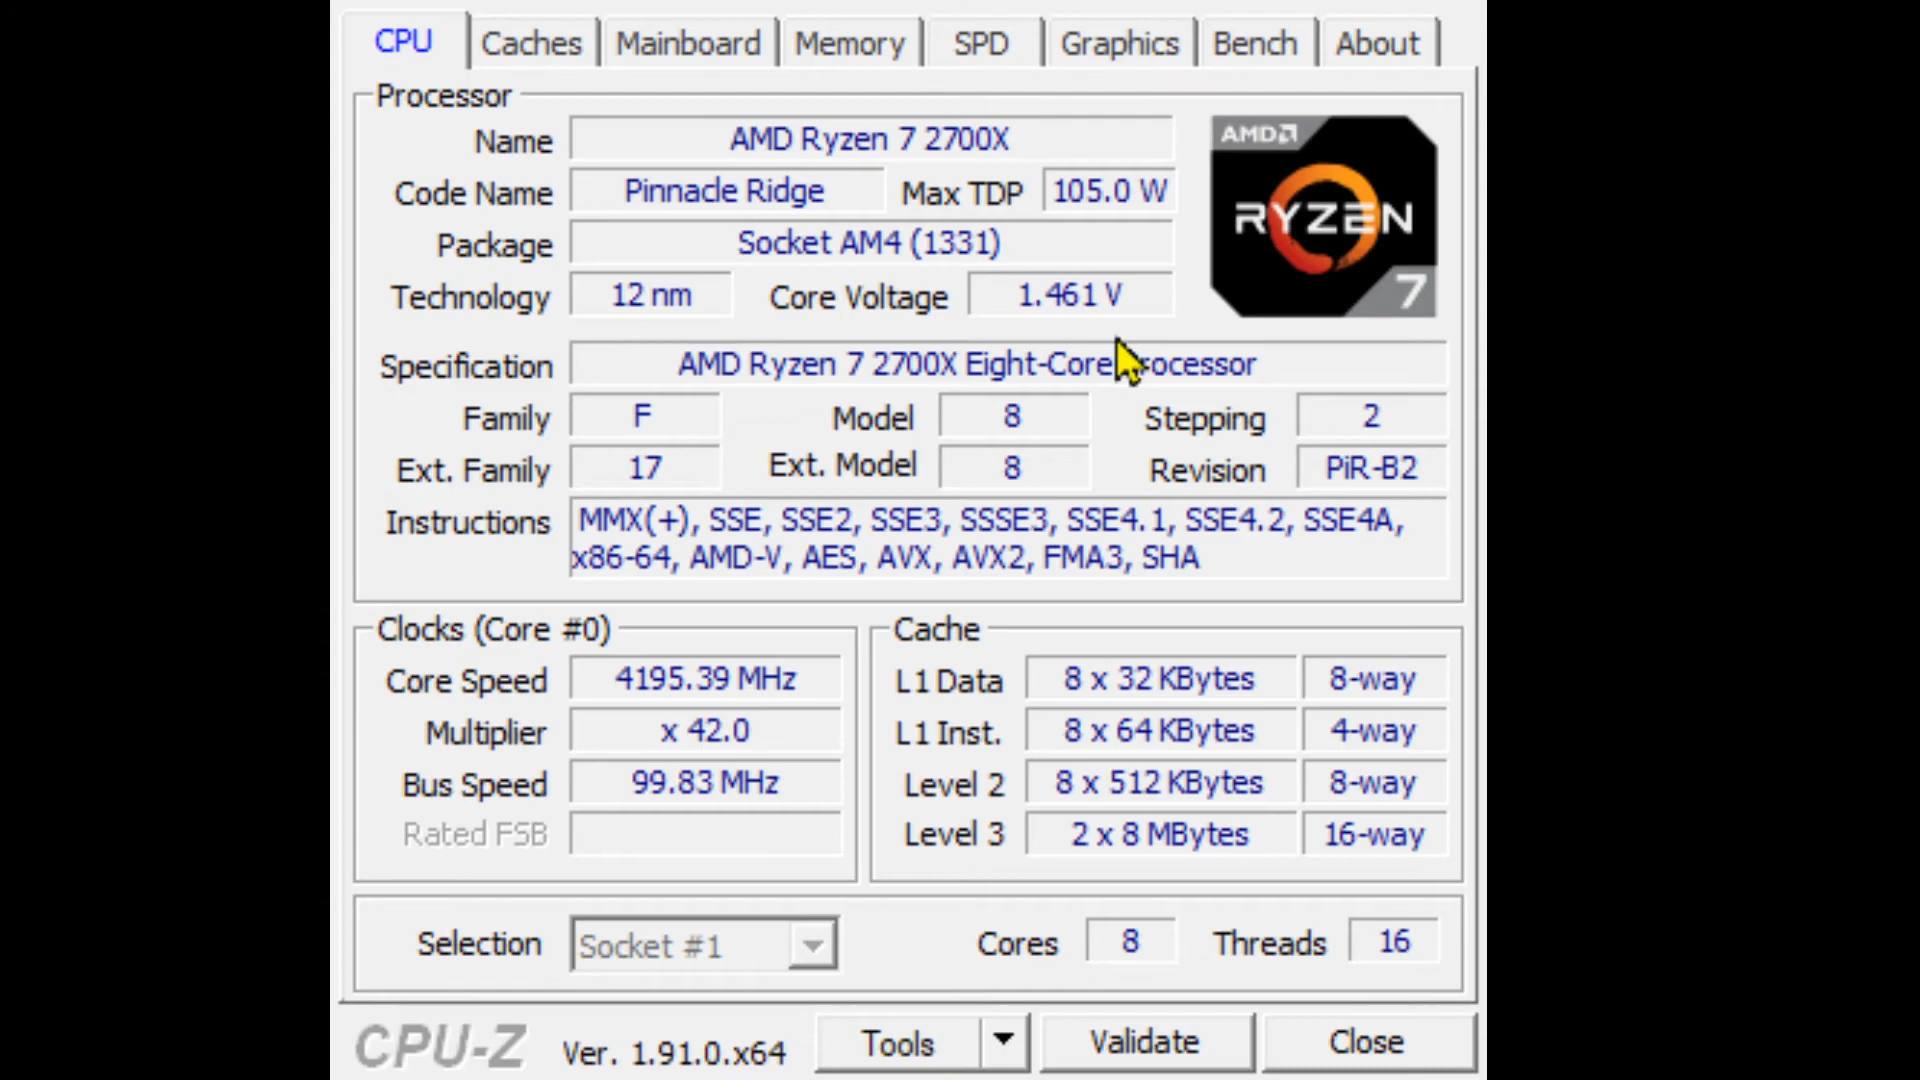 CPU Caches Mainboard Memory SPD Graphics Bench About
Processor
Name AMD Ryzen 7 2700X
Code Name Pinnacle Ridge Max TDP 105.0 W
Package Socket AM4 (1331)
Technology 12 nm Core Voltage 1.461 V
AMD
RYZEN
7
Specification AMD Ryzen 7 2700X Eight-Core rocessor
Family F Model 8 Stepping 2
Ext. Family 17 Ext. Model 8 Revision PiR-B2
Instructions MMX(+), SSE, SSE2, SSE3, SSSE3, SSE4.1, SSE4.2, SSE4A,
x86-64, AMD-V, AES, AVX, AVX2, FMA3, SHA
Clocks (Core #0)
Core Speed 4195.39 MHz
Multiplier x 42.0
Bus Speed 99.83 MHz
Rated FSB
Cache
L1 Data 8 x 32 KBytes 8-way
L1 Inst. 8 x 64 KBytes 4-way
Level 2 8 x 512 KBytes 8-way
Level 3 2 x 8 MBytes 16-way
Selection Socket #1 Cores 8 Threads 16
CPU-Z Ver. 1.91.0.x64 Tools Validate Close